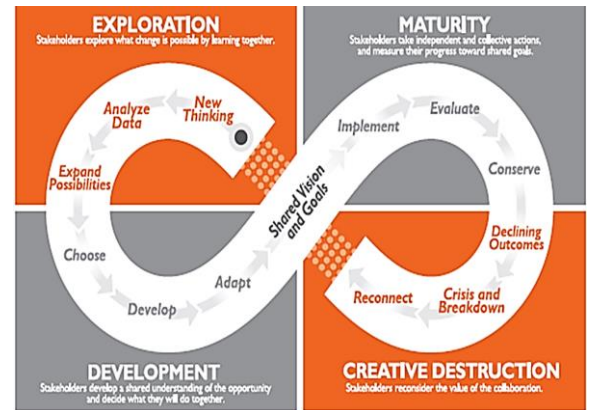 EXPLORATION
Stakeholders explore what change is possible by learning together.
MATURITY
Stakeholders take independent and collective actions,
and measure their progress toward shared goals.
New
Thinking
Analyze
Data
Expand
Possibilities
Choose
Develop
Adapt
Shared Vision
and Goals
Implement
Evaluate
Conserve
Declining
Outcomes
Crisis and
Breakdown
Reconnect
DEVELOPMENT
Stakeholders develop a shared understanding of the opportunity
and decide what they will do together.
CREATIVE DESTRUCTION
Stakeholders reconsider the value of the collaboration.